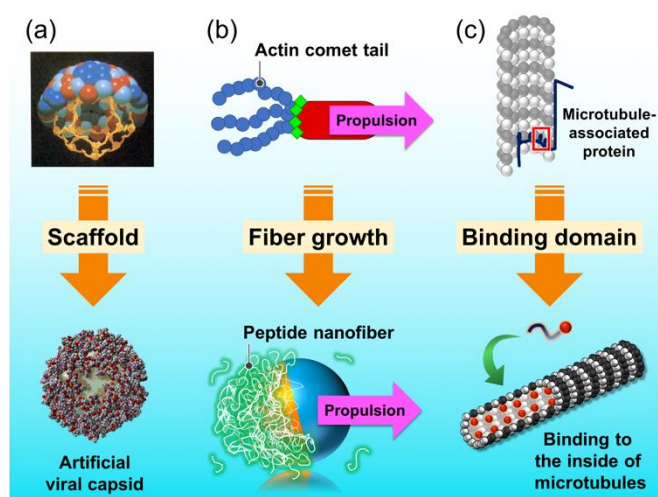 (a)
(b)
(c)
Actin comet tail
Propulsion
Microtubule-
associated
protein
Scaffold
Fiber growth
Binding domain
Peptide nanofiber
Propulsion
Artificial
viral capsid
Binding to
the inside of
microtubules